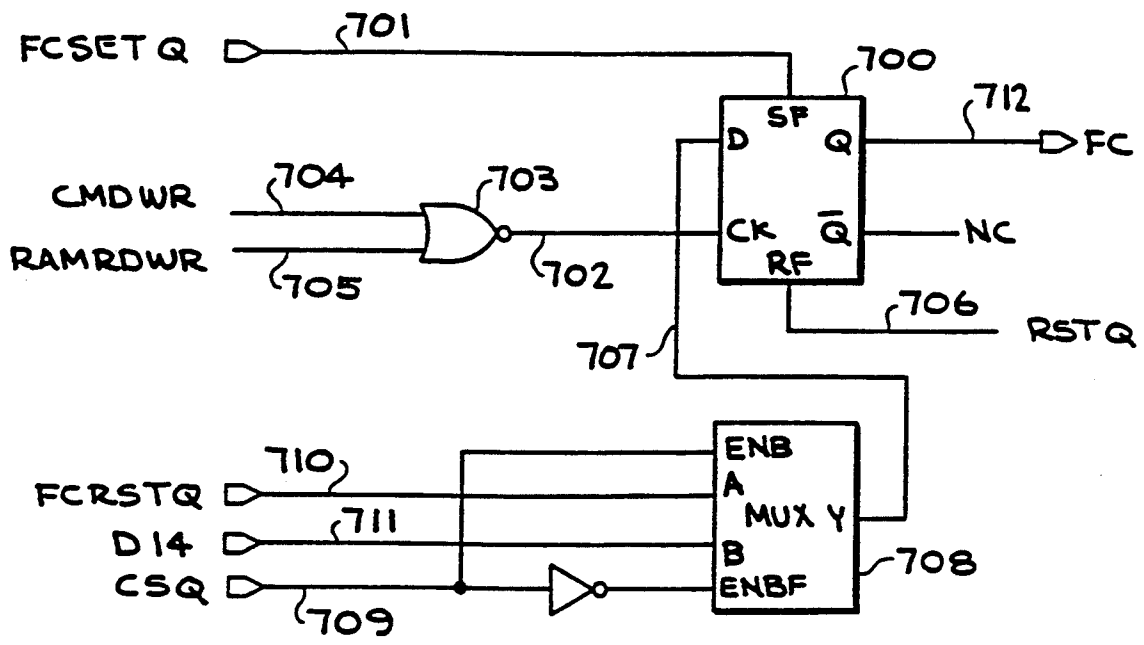 FCSETQ
701
700
SF
D
Q
712
FC
CMDWR
704
703
RAMRDWR
705
702
CK
Q̅
NC
RF
706
RSTQ
707
710
ENB
FCRSTQ
A
711
MUX Y
D14
B
708
CSQ
ENBF
709